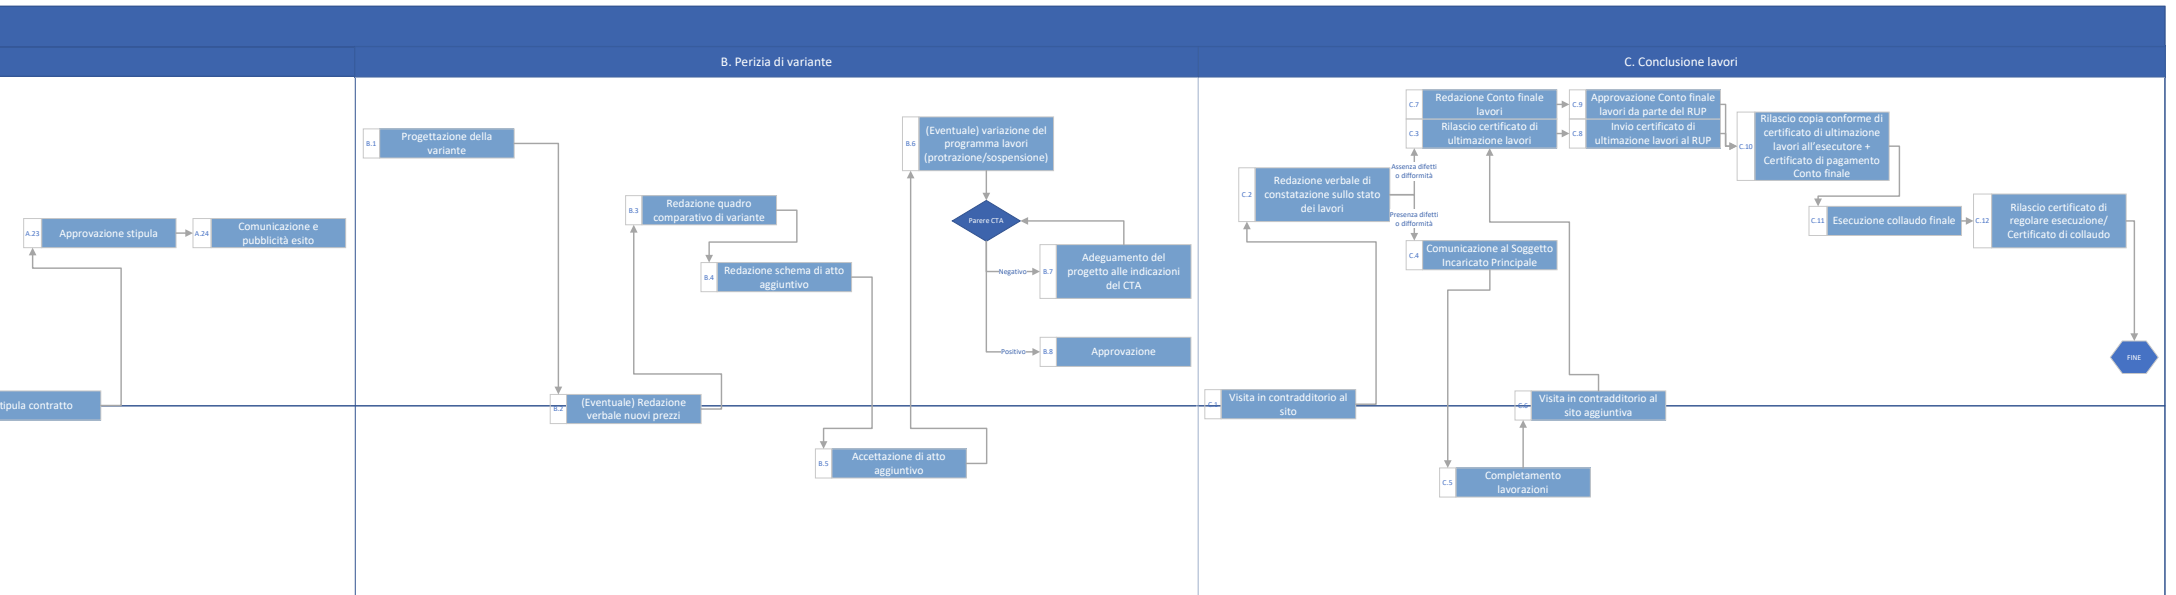 B. Perizia di variante
C. Conclusione lavori
A.23
Approvazione stipula
A.24
Comunicazione e
pubblicità esito
tipula contratto
B.1
Progettazione della
variante
B.2
(Eventuale) Redazione
verbale nuovi prezzi
B.3
Redazione quadro
comparativo di variante
B.4
Redazione schema di atto
aggiuntivo
B.5
Accettazione di atto
aggiuntivo
B.6
(Eventuale) variazione del
programma lavori
(protrazione/sospensione)
Parere CTA
Negativo
B.7
Adeguamento del
progetto alle indicazioni
del CTA
Positivo
B.8
Approvazione
C.1
Visita in contradditorio al
sito
C.2
Redazione verbale di
constatazione sullo stato
dei lavori
Assenza difetti
o difformità
Presenza difetti
o difformità
C.7
Redazione Conto finale
lavori
C.3
Rilascio certificato di
ultimazione lavori
C.4
Comunicazione al Soggetto
Incaricato Principale
C.5
Completamento
lavorazioni
Visita in contradditorio al
sito aggiuntiva
C.9
Approvazione Conto finale
lavori da parte del RUP
C.8
Invio certificato di
ultimazione lavori al RUP
C.10
Rilascio copia conforme di
certificato di ultimazione
lavori all'esecutore +
Certificato di pagamento
Conto finale
C.11
Esecuzione collaudo finale
C.12
Rilascio certificato di
regolare esecuzione/
Certificato di collaudo
FINE